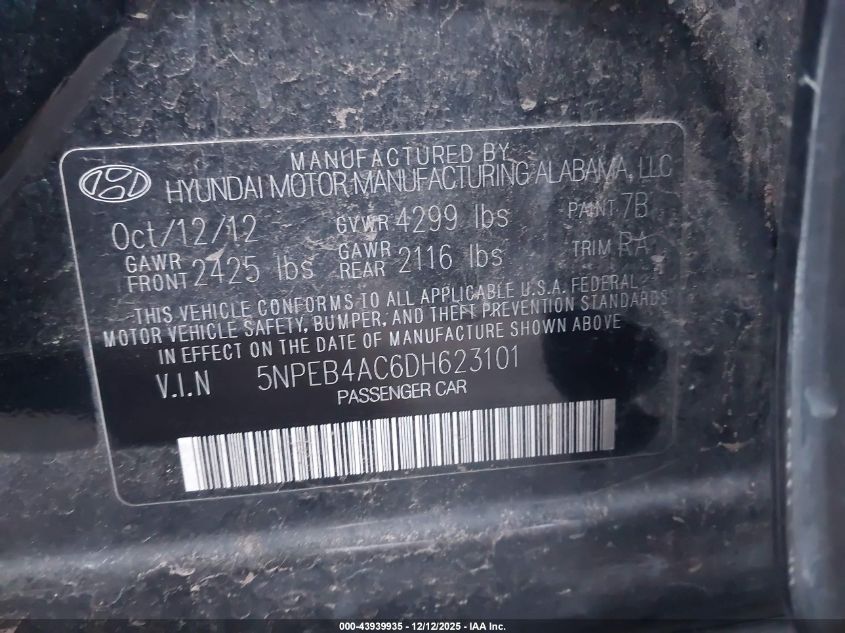 MANUFACTURED BY
HYUNDAI MOTOR MANUFACTURING ALABAMA, LLC
Oct/12/12 GVWR 4299 lbs PAINT 7B
GAWR FRONT 2425 lbs GAWR REAR 2116 lbs TRIM RA
THIS VEHICLE CONFORMS TO ALL APPLICABLE U.S.A. FEDERAL
MOTOR VEHICLE SAFETY, BUMPER, AND THEFT PREVENTION STANDARDS
IN EFFECT ON THE DATE OF MANUFACTURE SHOWN ABOVE
V.I.N 5NPEB4AC6DH623101
PASSENGER CAR
000-43939935 - 12/12/2025 - IAA Inc.